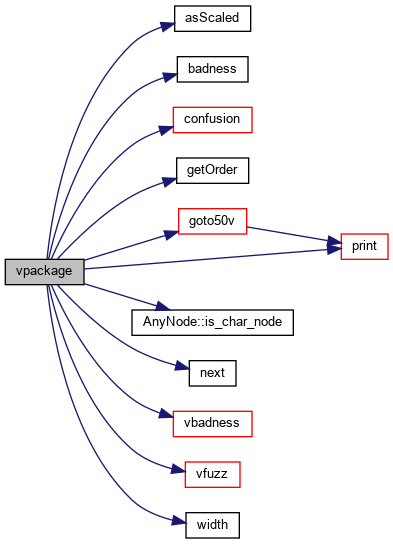 asScaled
badness
confusion
getOrder
goto50v
print
vpackage
AnyNode::is_char_node
next
vbadness
vfuzz
width